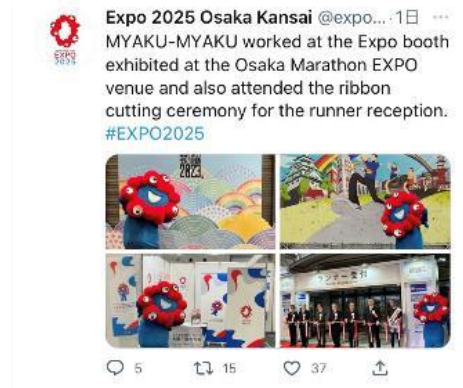 Expo 2025 Osaka Kansai @expo... · 1日
EXPO
2025
MYAKU-MYAKU worked at the Expo booth
exhibited at the Osaka Marathon EXPO
venue and also attended the ribbon
cutting ceremony for the runner reception.
#EXPO2025
2023
ランナー受付
5 15 37